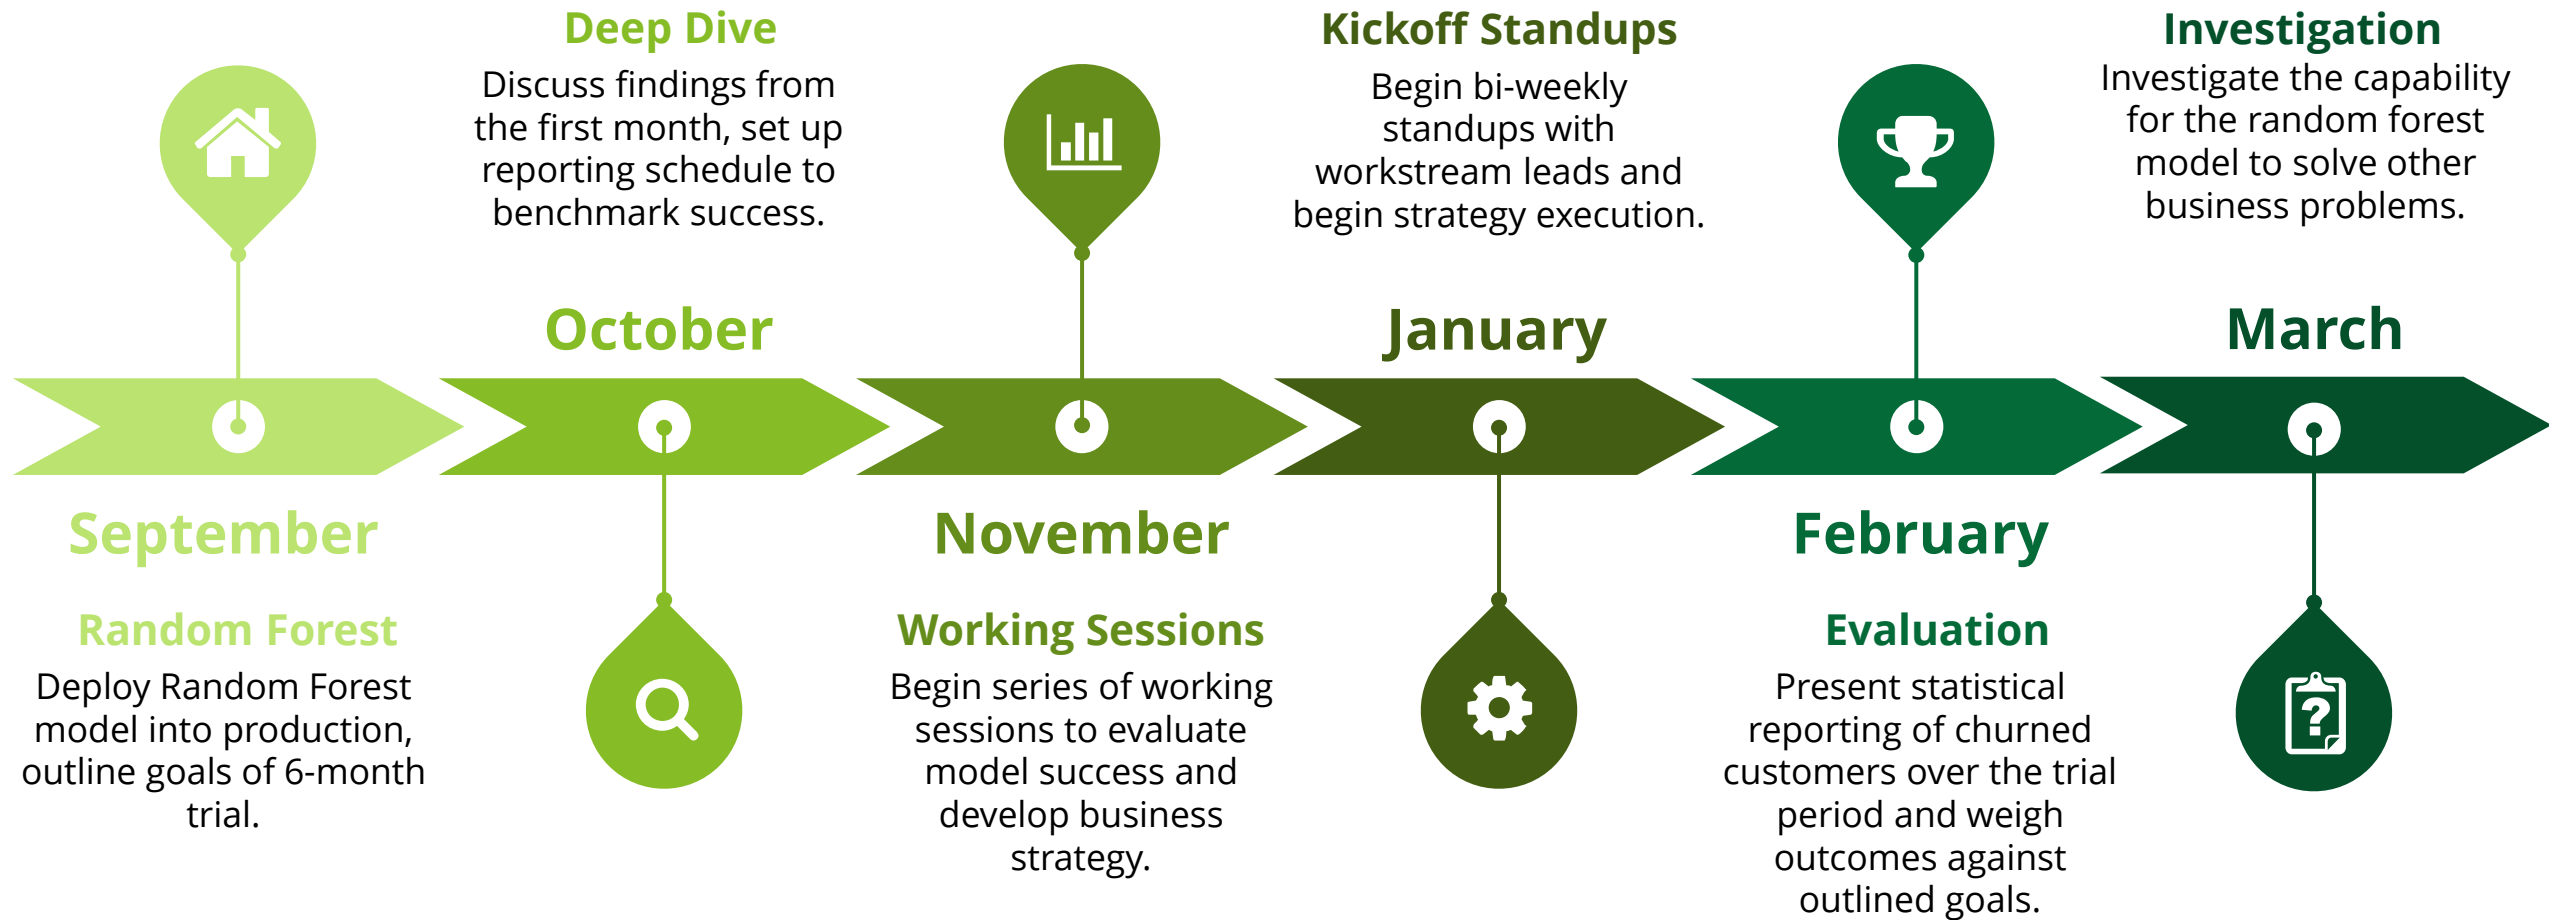 September
Random Forest
Deploy Random Forest
model into production,
outline goals of 6-month
trial.
Deep Dive
Discuss findings from
the first month, set up
reporting schedule to
benchmark success.
October
November
Working Sessions
Begin series of working
sessions to evaluate
model success and
develop business
strategy.
Kickoff Standups
Begin bi-weekly
standups with
workstream leads and
begin strategy execution.
January
February
Evaluation
Present statistical
reporting of churned
customers over the trial
period and weigh
outcomes against
outlined goals.
Investigation
Investigate the capability
for the random forest
model to solve other
business problems.
March
?